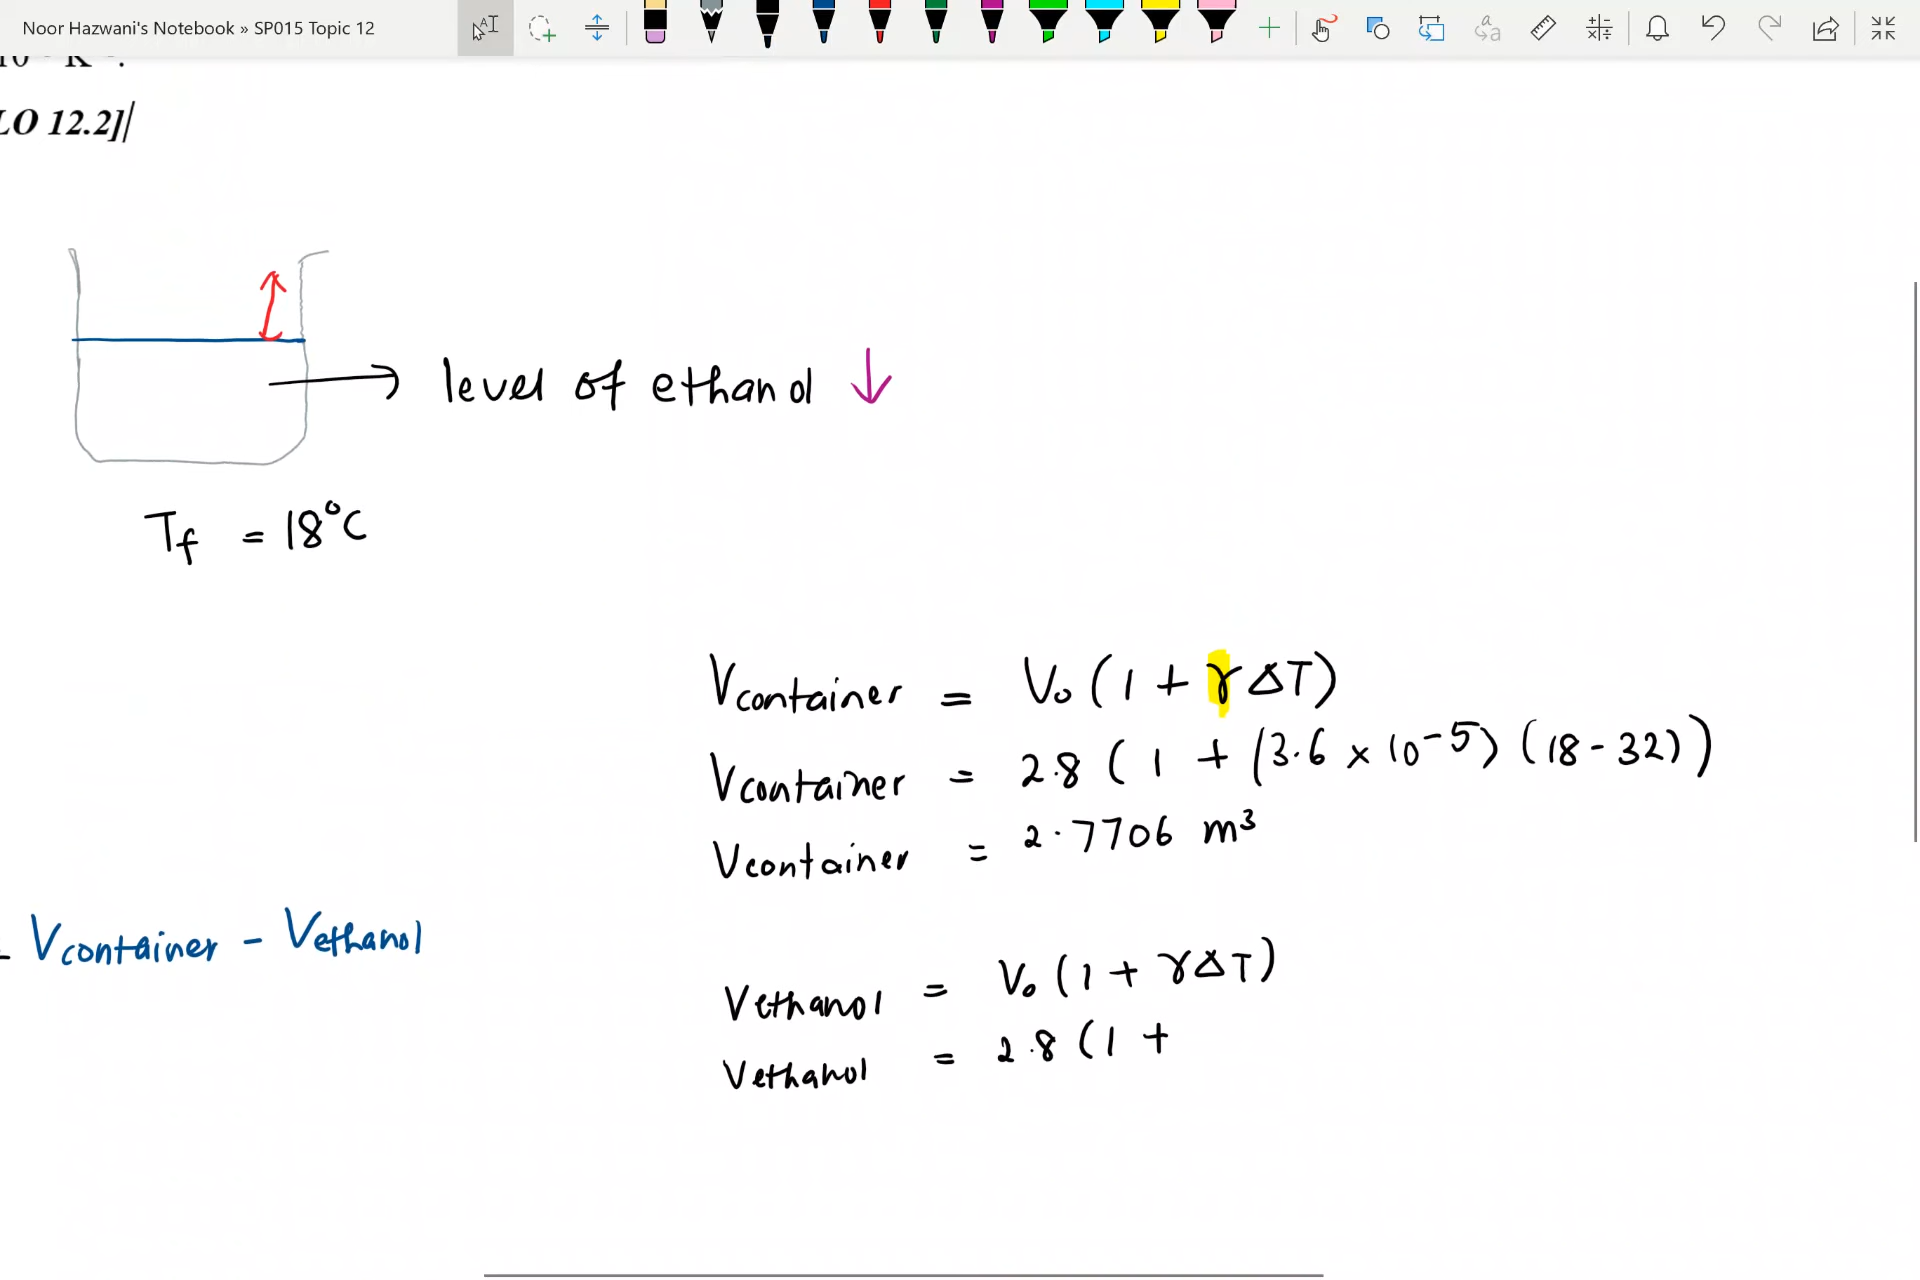 Noor Hazwani's Notebook » SP015 Topic 12
LO 12.2]
level of ethanol ↓
Tf = 18°C
Vcontainer = V₀ (1 + γΔT)
Vcontainer = 2.8 (1 + (3.6 × 10⁻⁵) (18 - 32))
Vcontainer = 2.7706 m³
Vcontainer - Vethanol
Vethanol = V₀ (1 + γΔT)
Vethanol = 2.8 (1 +